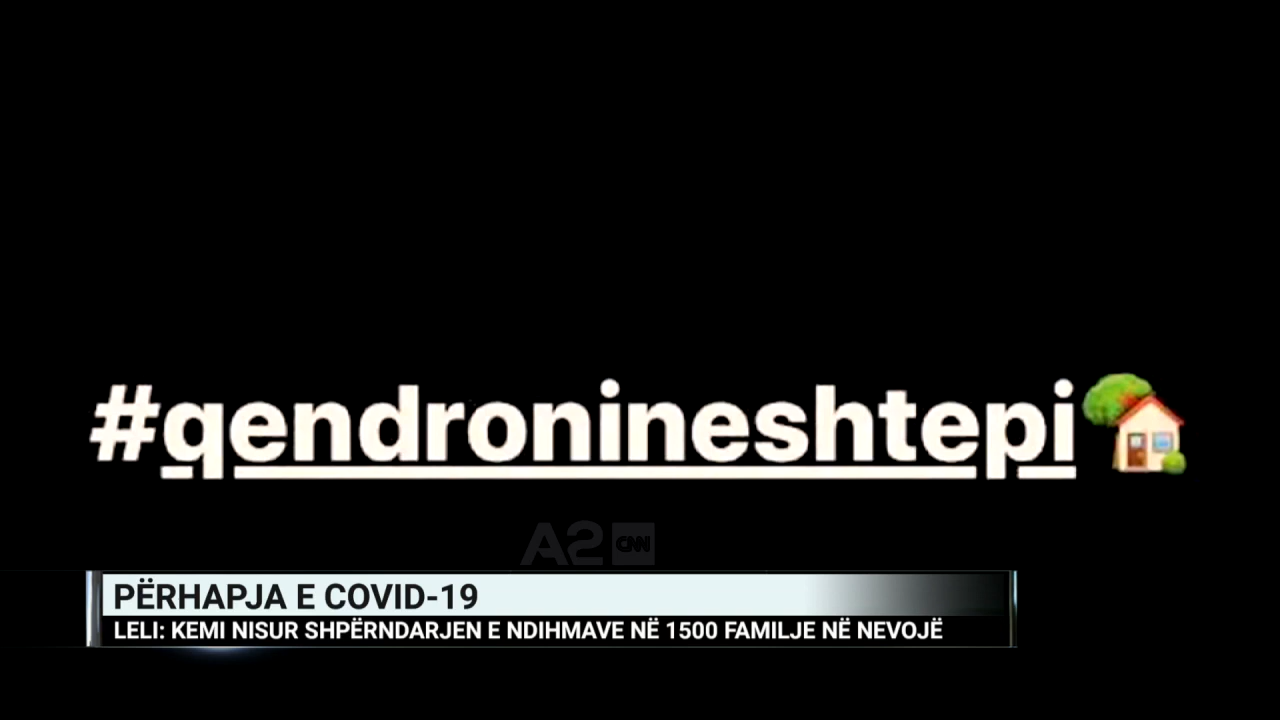 #qendronineshtepi
A2 CNN
PËRHAPJA E COVID-19
LELI: KEMI NISUR SHPËRNDARJEN E NDIHMAVE NË 1500 FAMILJE NË NEVOJË